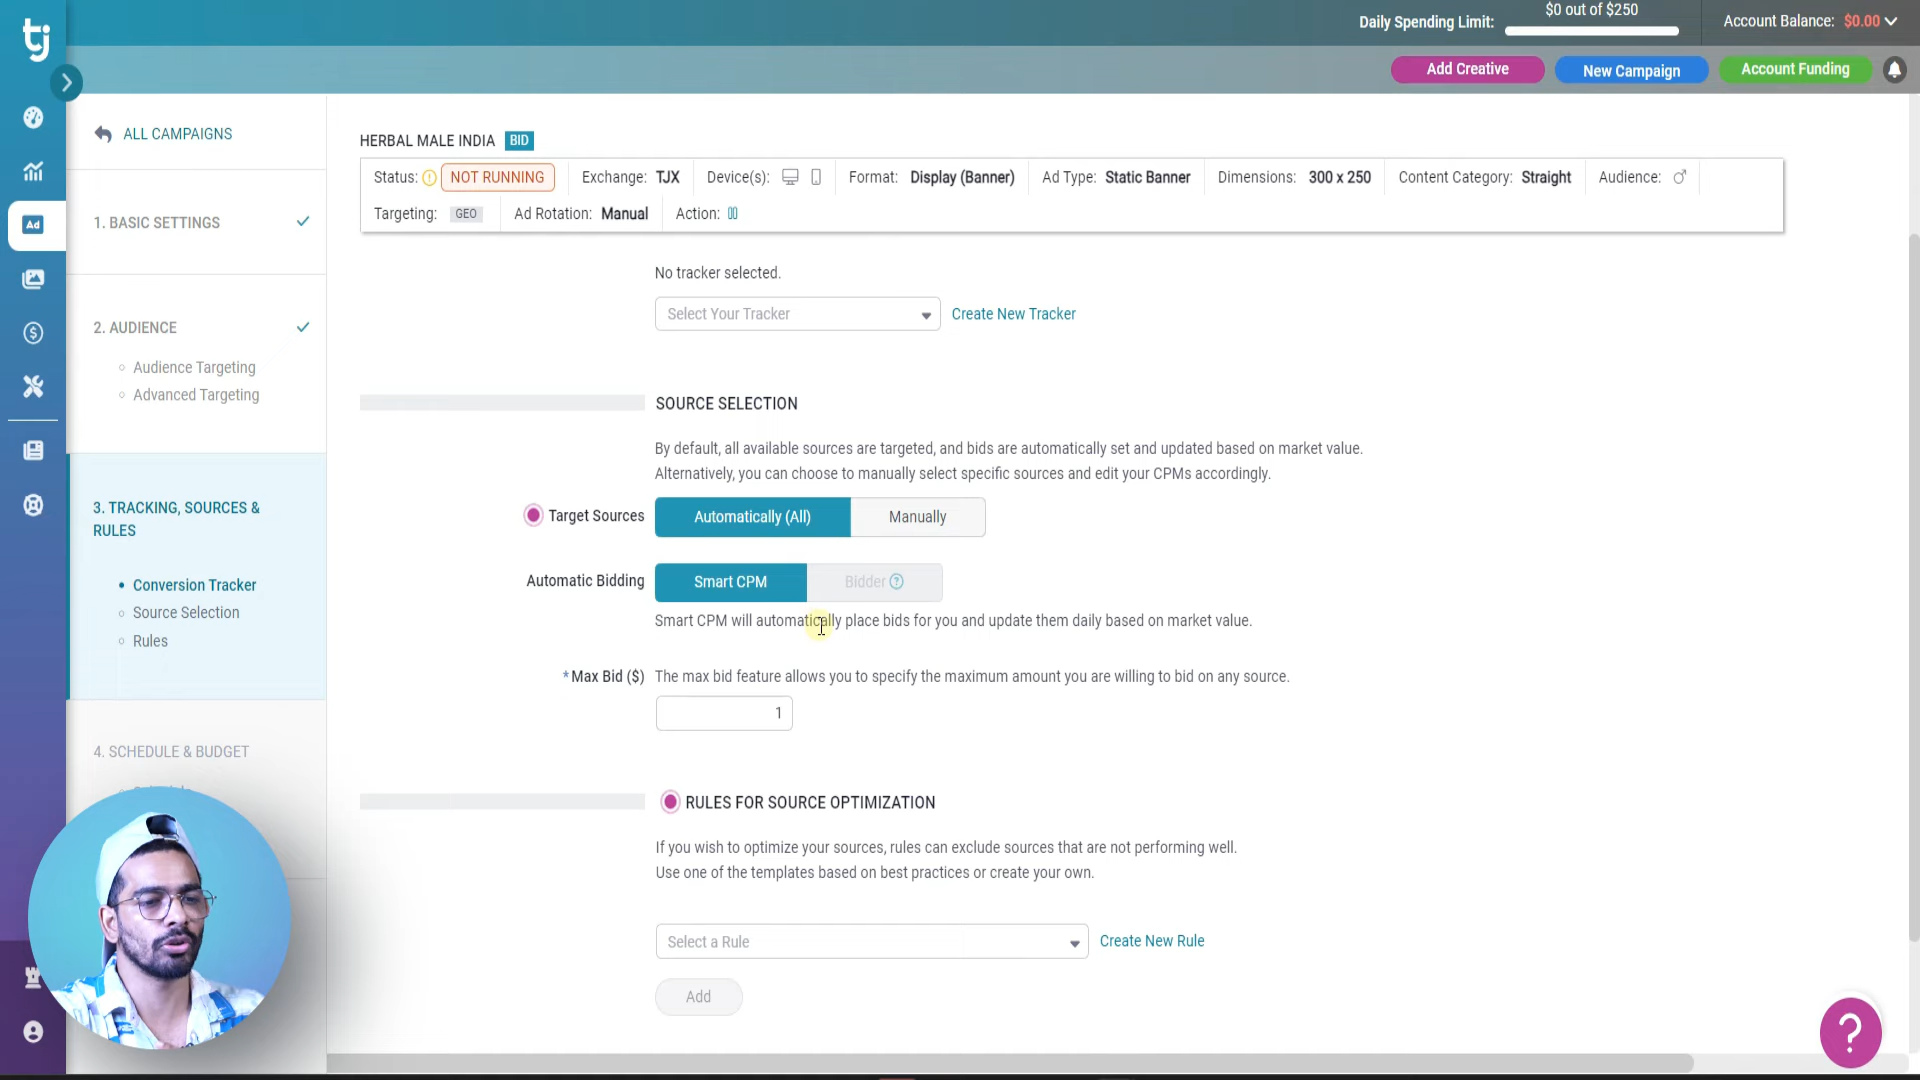 tj
Daily Spending Limit:
$0 out of $250
Account Balance: $0.00
Add Creative
New Campaign
Account Funding
ALL CAMPAIGNS
1. BASIC SETTINGS
2. AUDIENCE
Audience Targeting
Advanced Targeting
3. TRACKING, SOURCES &
RULES
Conversion Tracker
Source Selection
Rules
4. SCHEDULE & BUDGET
Ad
HERBAL MALE INDIA BID
Status: NOT RUNNING Exchange: TJX Device(s): Format: Display (Banner) Ad Type: Static Banner Dimensions: 300 x 250 Content Category: Straight Audience:
Targeting: GEO Ad Rotation: Manual Action:
No tracker selected.
Select Your Tracker Create New Tracker
SOURCE SELECTION
By default, all available sources are targeted, and bids are automatically set and updated based on market value.
Alternatively, you can choose to manually select specific sources and edit your CPMs accordingly.
Target Sources Automatically (All) Manually
Automatic Bidding Smart CPM Bidder ?
Smart CPM will automatically place bids for you and update them daily based on market value.
*Max Bid ($) The max bid feature allows you to specify the maximum amount you are willing to bid on any source.
1
RULES FOR SOURCE OPTIMIZATION
If you wish to optimize your sources, rules can exclude sources that are not performing well.
Use one of the templates based on best practices or create your own.
Select a Rule Create New Rule
Add
?